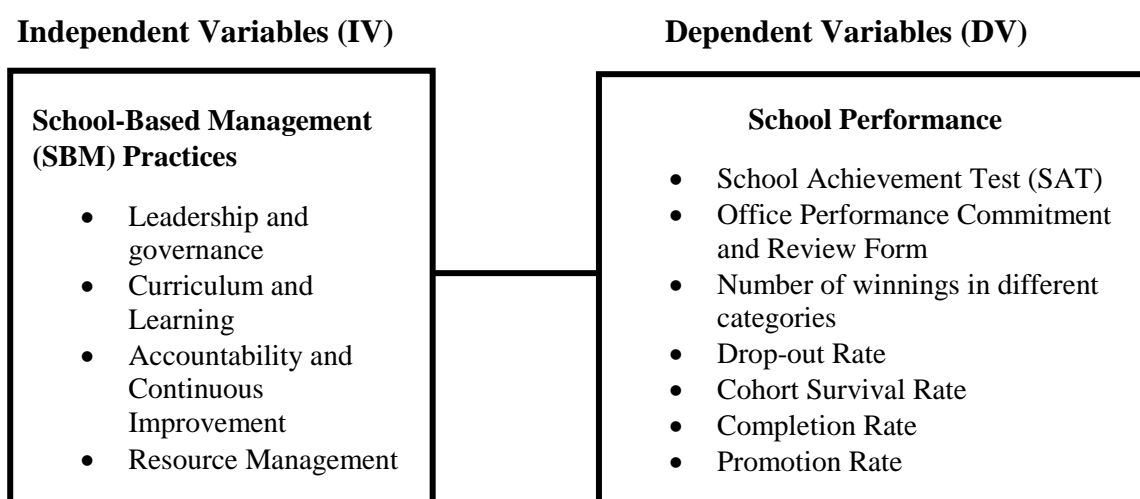 Independent Variables (IV)
School-Based Management
(SBM) Practices
• Leadership and
governance
• Curriculum and
Learning
• Accountability and
Continuous
Improvement
• Resource Management
Dependent Variables (DV)
School Performance
• School Achievement Test (SAT)
• Office Performance Commitment
and Review Form
• Number of winnings in different
categories
• Drop-out Rate
• Cohort Survival Rate
• Completion Rate
• Promotion Rate